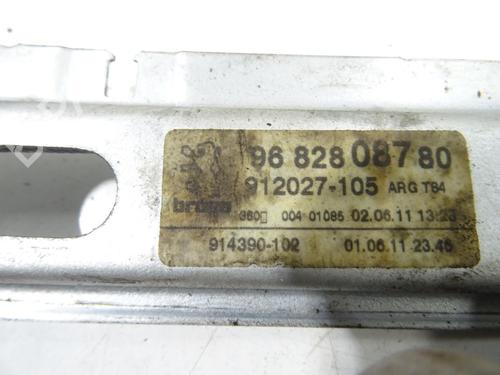 96 828 087 80
912027-105 ARG T84
brose
360 004 01085 02.06.11 13:23
914390-102 01.06.11 23.46